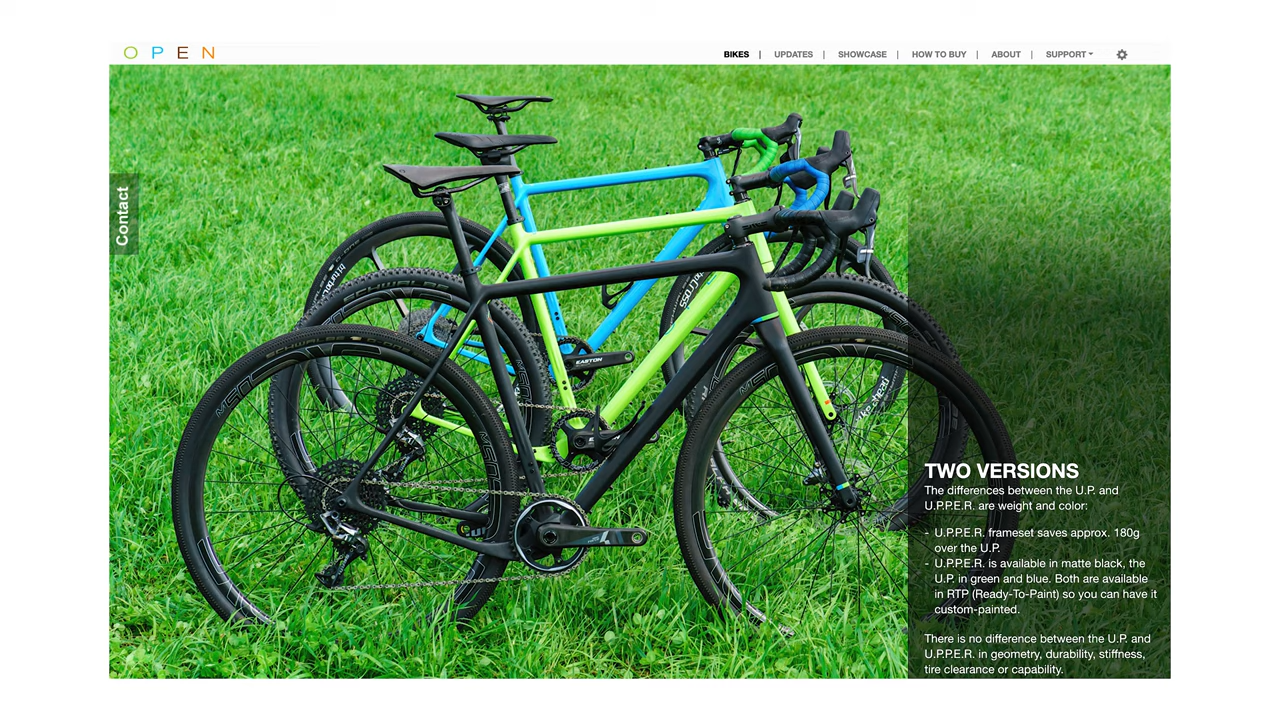 OPEN
BIKES | UPDATES | SHOWCASE | HOW TO BUY | ABOUT | SUPPORT
Contact
EASTON
SCHWALBE
TWO VERSIONS
The differences between the U.P. and
U.P.P.E.R. are weight and color:
- U.P.P.E.R. frameset saves approx. 180g
over the U.P.
- U.P.P.E.R. is available in matte black, the
U.P. in green and blue. Both are available
in RTP (Ready-To-Paint) so you can have it
custom-painted.
There is no difference between the U.P. and
U.P.P.E.R. in geometry, durability, stiffness,
tire clearance or capability.